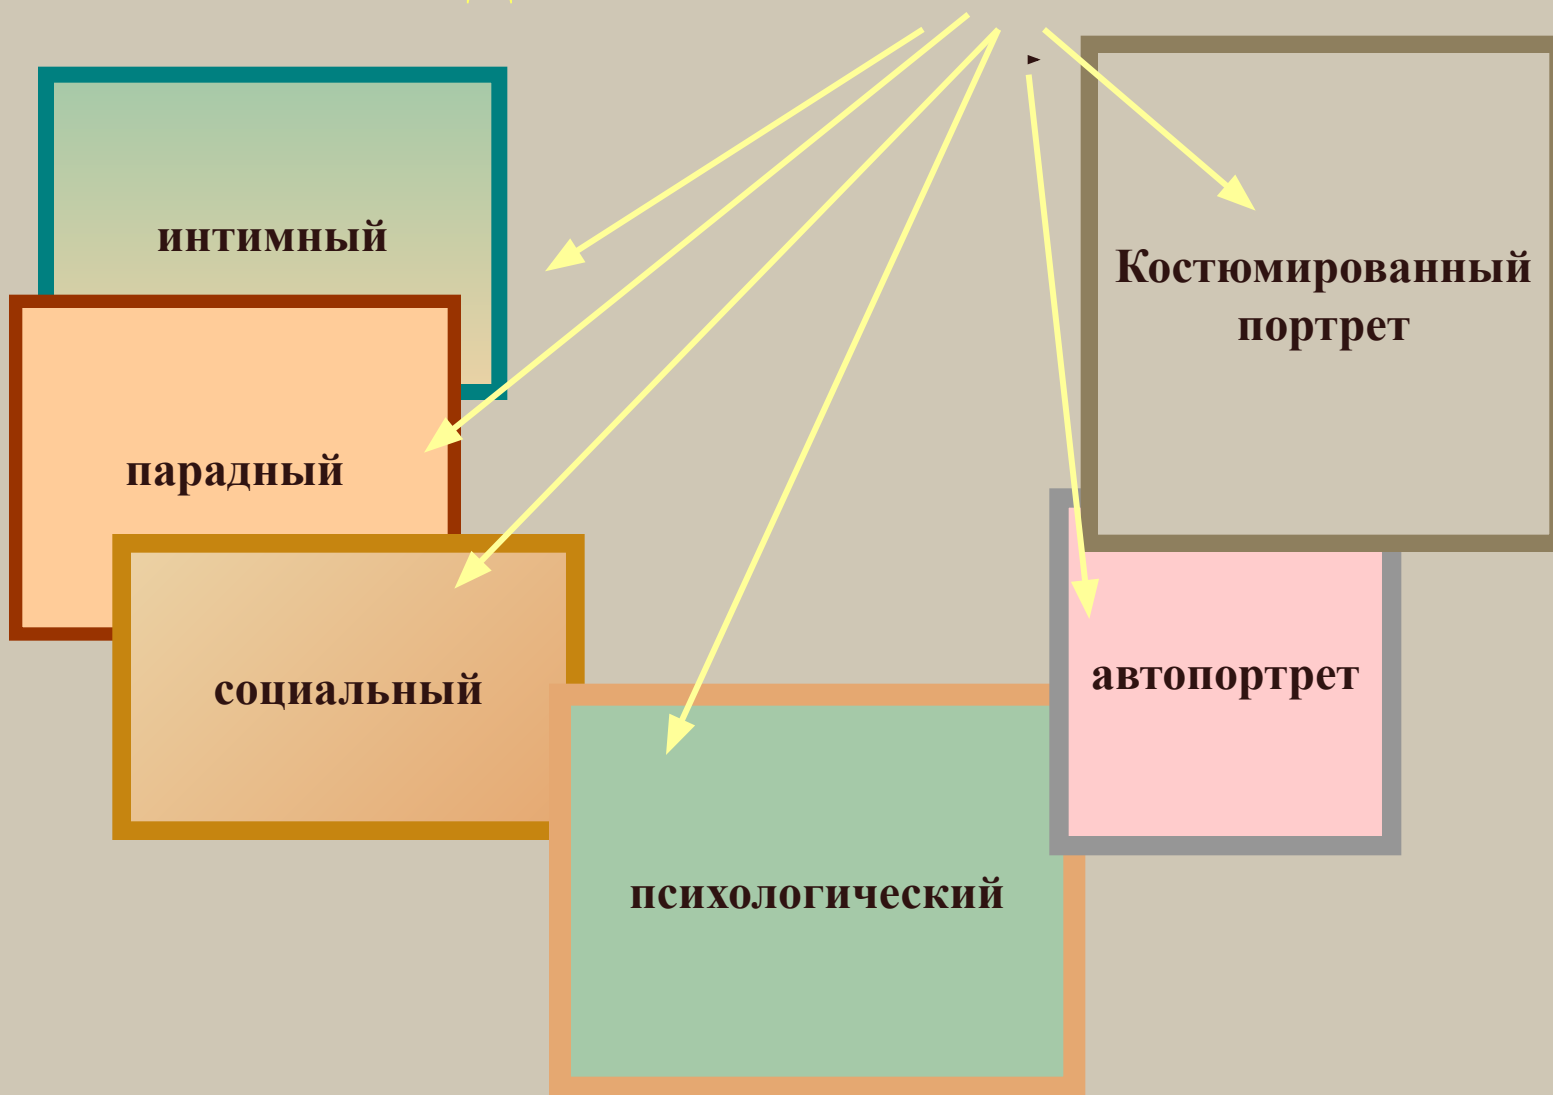 интимный
Костюмированный
портрет
парадный
социальный
автопортрет
психологический